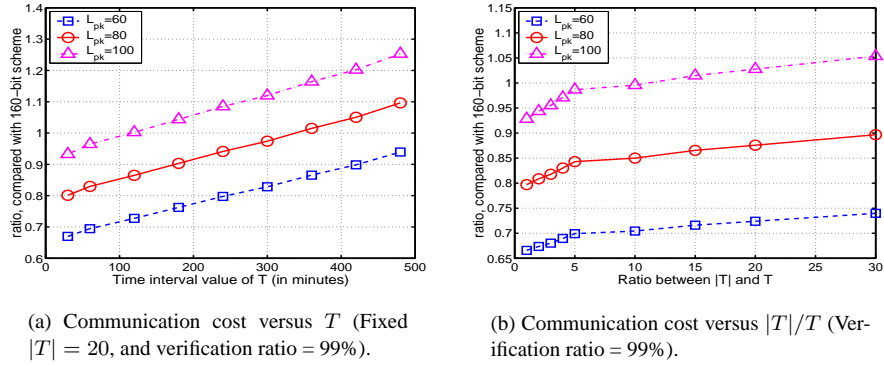 1.4
1.3
1.2
1.1
1
0.9
0.8
0.7
0.6
ratio, compared with 160−bit scheme
L_pk=60
L_pk=80
L_pk=100
0 100 200 300 400 500
Time interval value of T (in minutes)
(a) Communication cost versus T (Fixed
|T| = 20, and verification ratio = 99%).
1.15
1.1
1.05
1
0.95
0.9
0.85
0.8
0.75
0.7
0.65
ratio, compared with 160−bit scheme
L_pk=60
L_pk=80
L_pk=100
0 5 10 15 20 25 30
Ratio between |T| and T
(b) Communication cost versus |T|/T (Ver-
ification ratio = 99%).